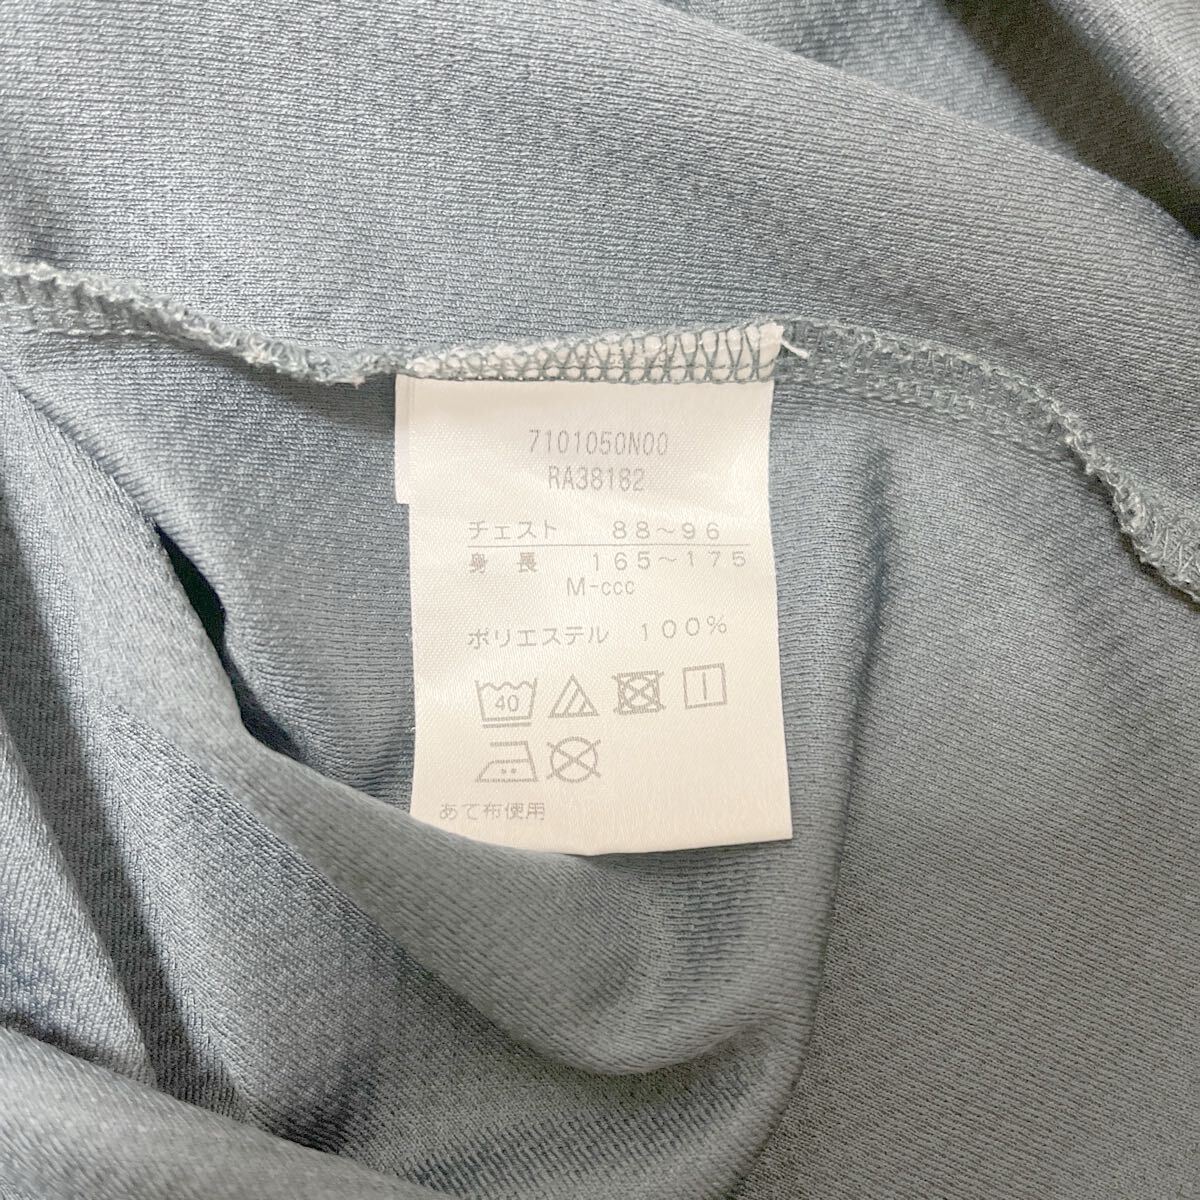 7101050N00
RA38182
チェスト 88～96
身長 165～175
M-ccc
ポリエステル 100%
40
あて布使用